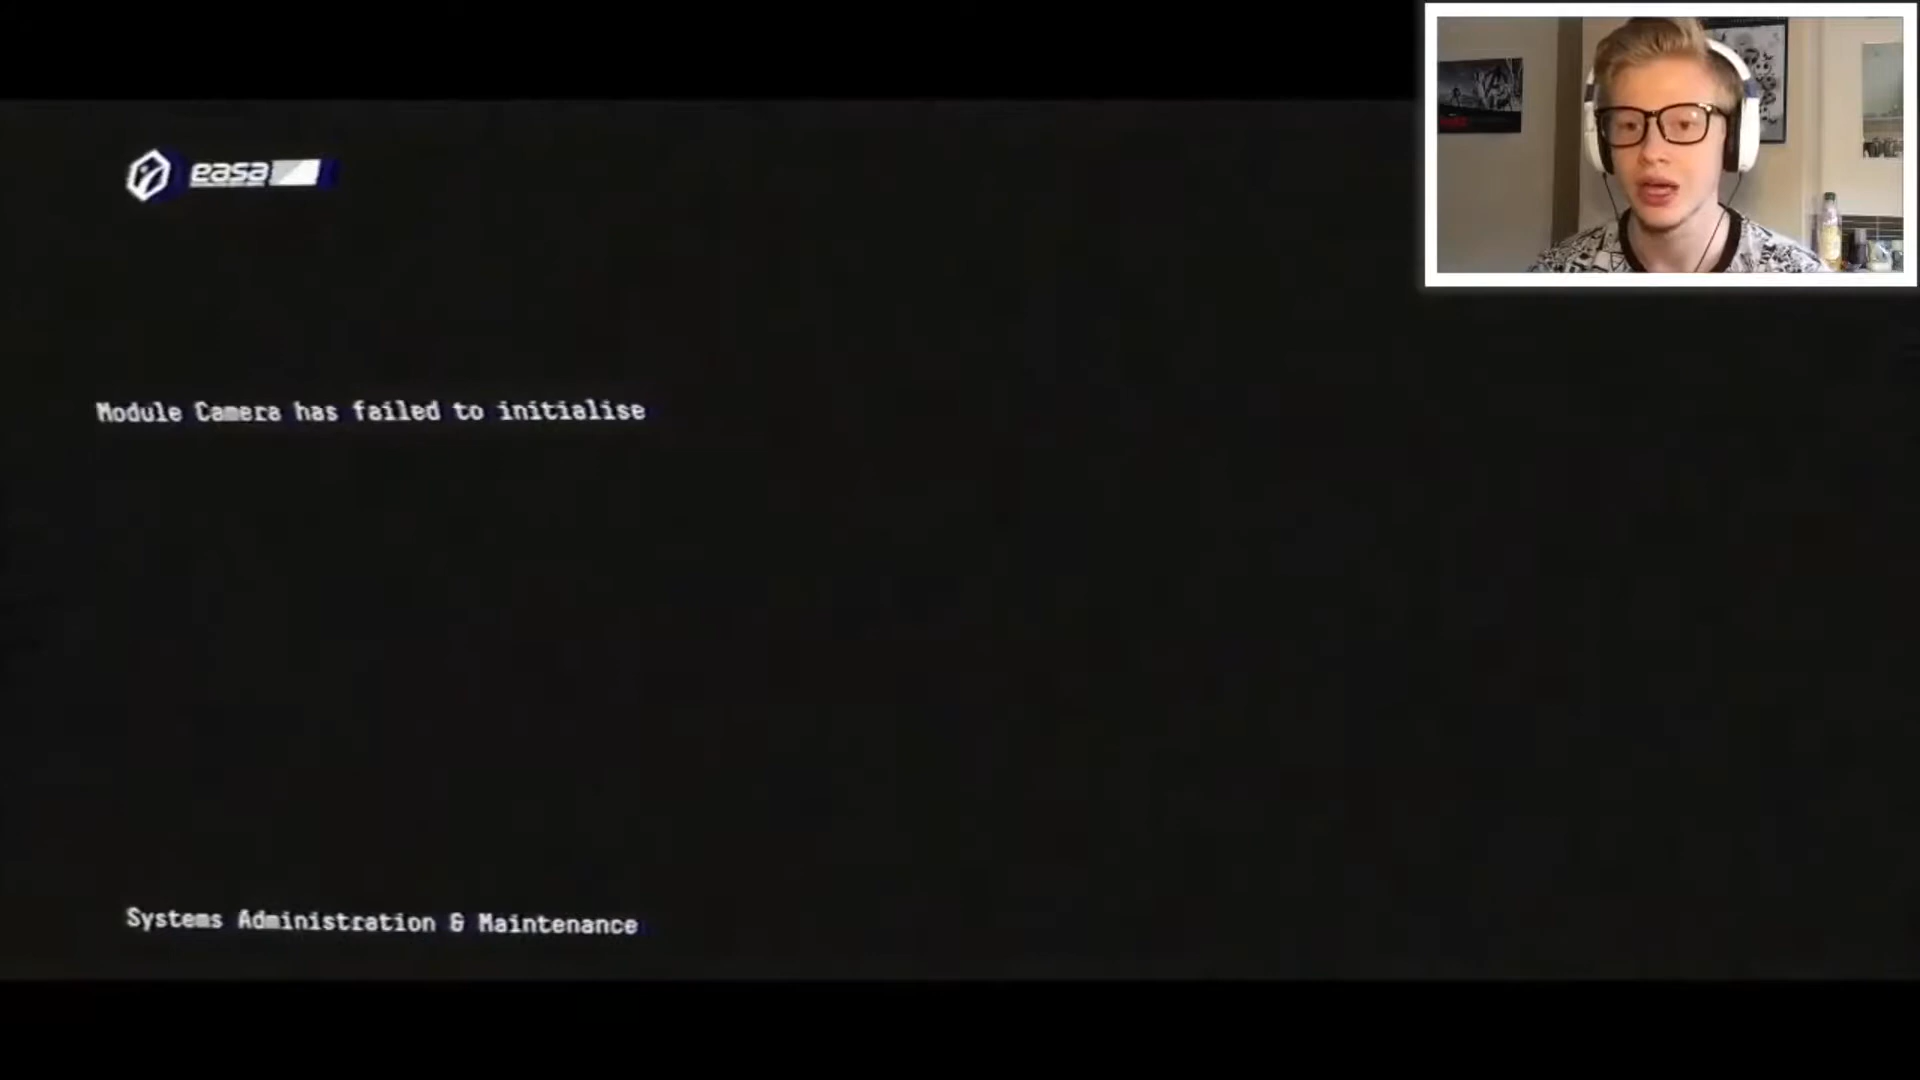 easa
Module Camera has failed to initialise
Systems Administration & Maintenance